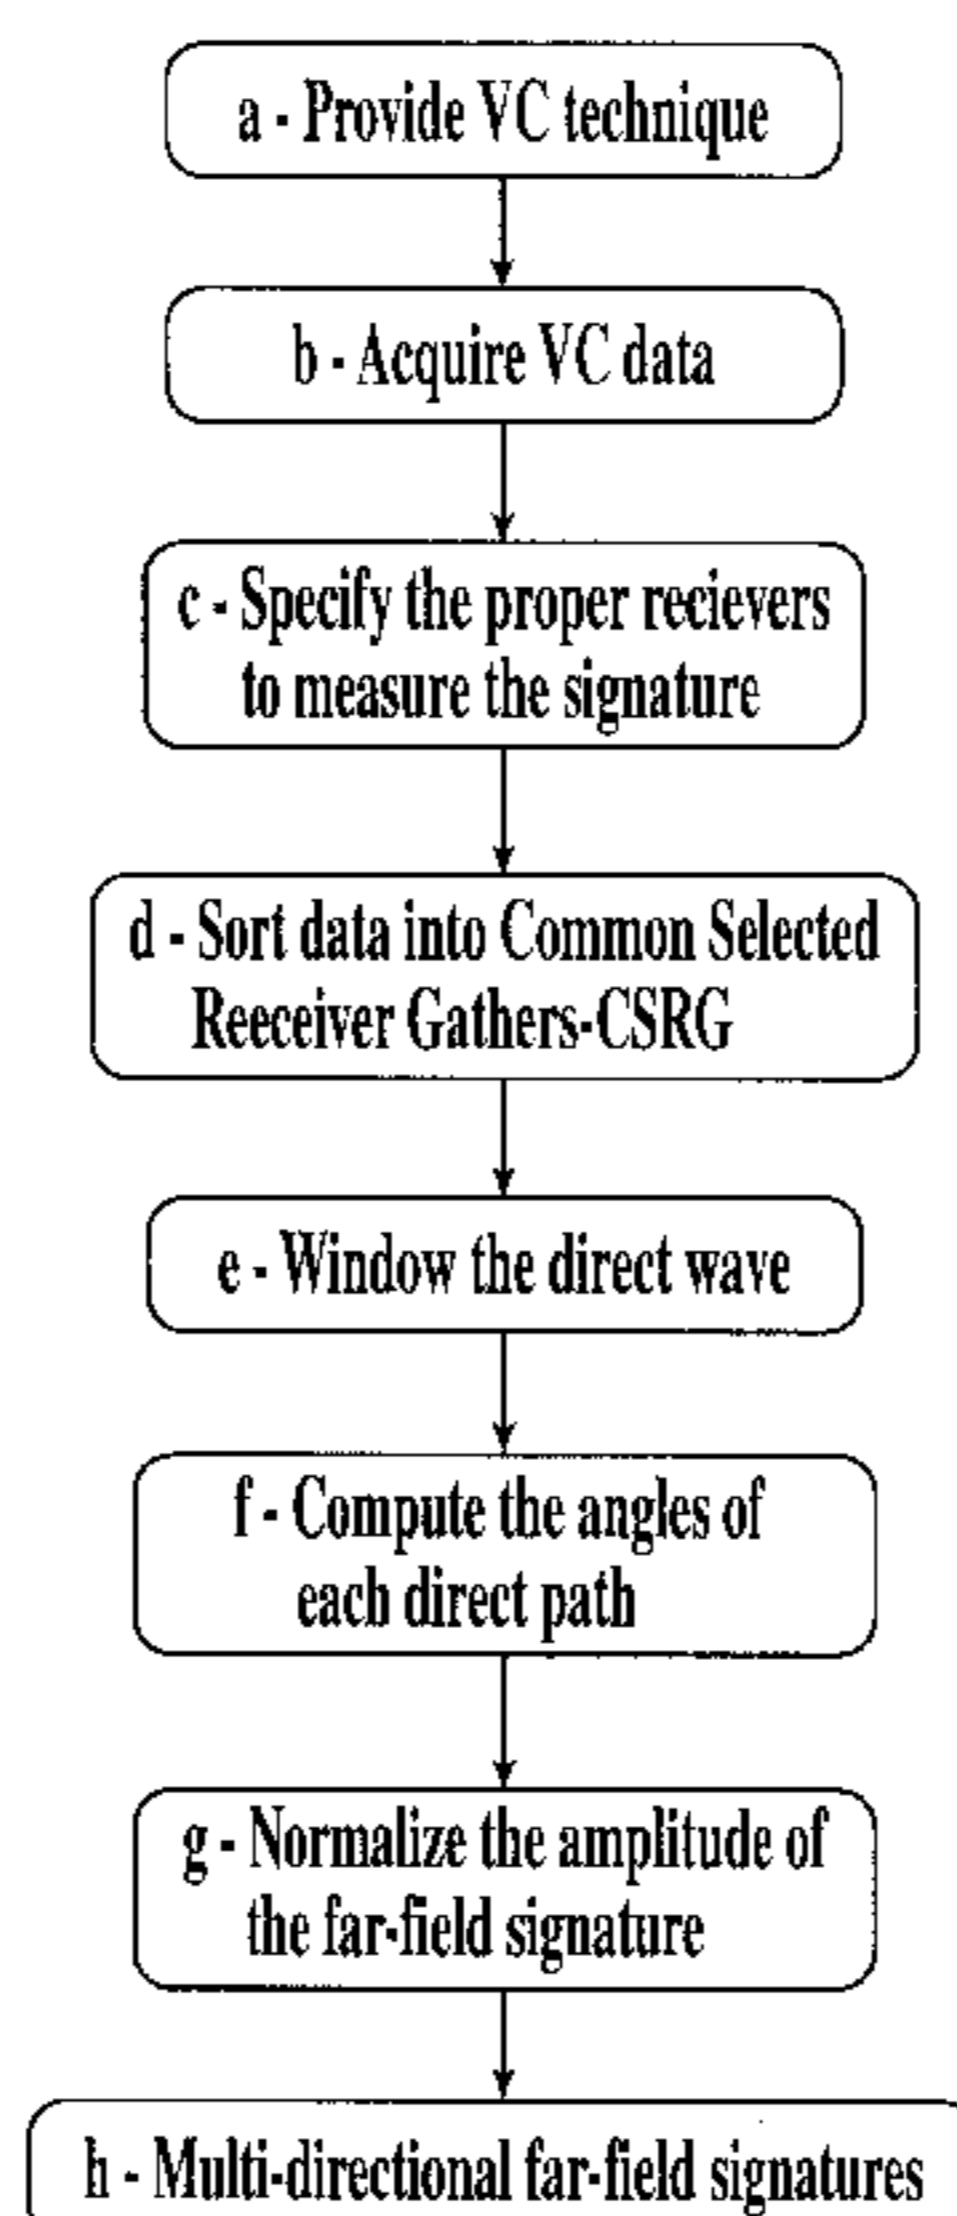 a - Provide VC technique
b - Acquire VC data
c - Specify the proper recievers
to measure the signature
d - Sort data into Common Selected
Reeceiver Gathers-CSRG
e - Window the direct wave
f - Compute the angles of
each direct path
g - Normalize the amplitude of
the far-field signature
h - Multi-directional far-field signatures